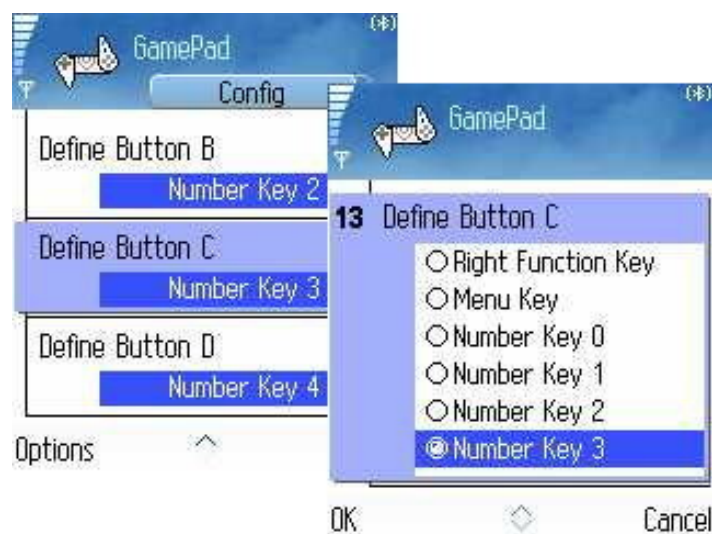 GamePad
Config
Define Button B
Number Key 2
Define Button C
Number Key 3
Define Button D
Number Key 4
Options
GamePad
13 Define Button C
Right Function Key
Menu Key
Number Key 0
Number Key 1
Number Key 2
Number Key 3
OK
Cancel